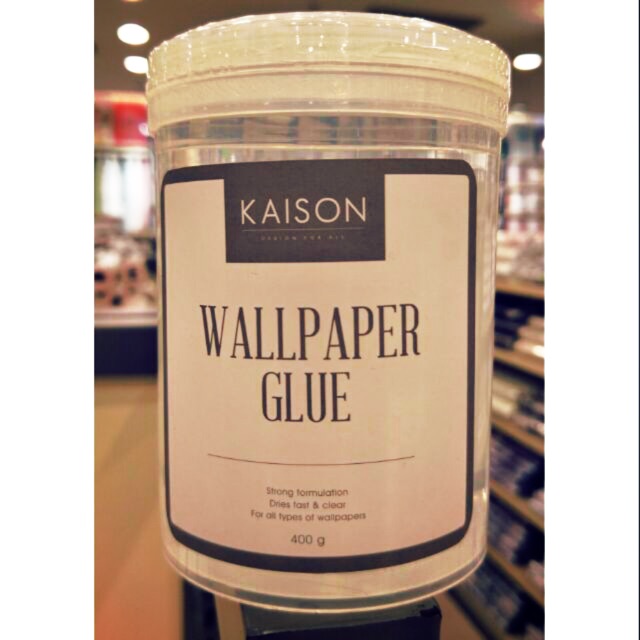 KAISON
DESIGN FOR ALL
WALLPAPER
GLUE
Strong formulation
Dries fast & clear
For all types of wallpapers
400 g